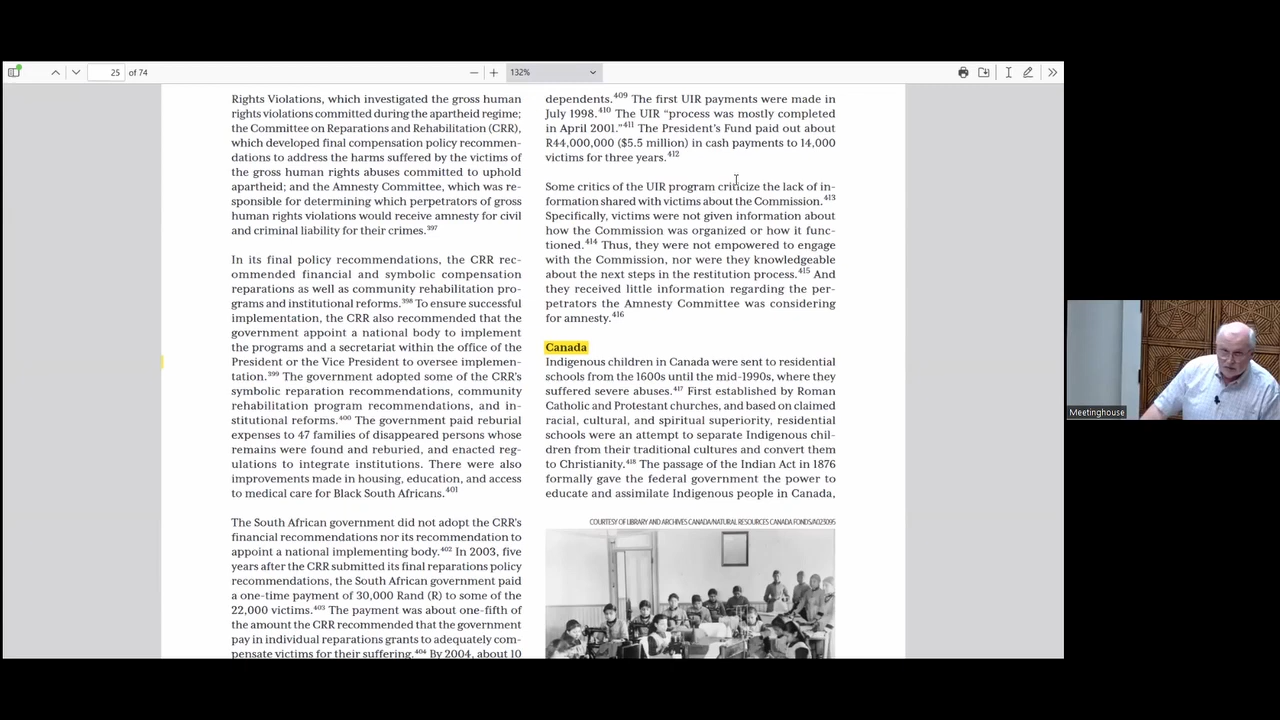 25 of 74
132%
Rights Violations, which investigated the gross human
rights violations committed during the apartheid regime;
the Committee on Reparations and Rehabilitation (CRR),
which developed final compensation policy recommen-
dations to address the harms suffered by the victims of
the gross human rights abuses committed to uphold
apartheid; and the Amnesty Committee, which was re-
sponsible for determining which perpetrators of gross
human rights violations would receive amnesty for civil
and criminal liability for their crimes.397
In its final policy recommendations, the CRR rec-
ommended financial and symbolic compensation
reparations as well as community rehabilitation pro-
grams and institutional reforms.398 To ensure successful
implementation, the CRR also recommended that the
government appoint a national body to implement
the programs and a secretariat within the office of the
President or the Vice President to oversee implemen-
tation.399 The government adopted some of the CRR's
symbolic reparation recommendations, community
rehabilitation program recommendations, and in-
stitutional reforms.400 The government paid reburial
expenses to 47 families of disappeared persons whose
remains were found and reburied, and enacted reg-
ulations to integrate institutions. There were also
improvements made in housing, education, and access
to medical care for Black South Africans.401
The South African government did not adopt the CRR's
financial recommendations nor its recommendation to
appoint a national implementing body.402 In 2003, five
years after the CRR submitted its final reparations policy
recommendations, the South African government paid
a one-time payment of 30,000 Rand (R) to some of the
22,000 victims.403 The payment was about one-fifth of
the amount the CRR recommended that the government
pay in individual reparations grants to adequately com-
pensate victims for their suffering.404 By 2004, about 10
dependents.409 The first UIR payments were made in
July 1998.410 The UIR “process was mostly completed
in April 2001.”411 The President's Fund paid out about
R44,000,000 ($5.5 million) in cash payments to 14,000
victims for three years.412
Some critics of the UIR program criticize the lack of in-
formation shared with victims about the Commission.413
Specifically, victims were not given information about
how the Commission was organized or how it func-
tioned.414 Thus, they were not empowered to engage
with the Commission, nor were they knowledgeable
about the next steps in the restitution process.415 And
they received little information regarding the per-
petrators the Amnesty Committee was considering
for amnesty.416
Canada
Indigenous children in Canada were sent to residential
schools from the 1600s until the mid-1990s, where they
suffered severe abuses.417 First established by Roman
Catholic and Protestant churches, and based on claimed
racial, cultural, and spiritual superiority, residential
schools were an attempt to separate Indigenous chil-
dren from their traditional cultures and convert them
to Christianity.418 The passage of the Indian Act in 1876
formally gave the federal government the power to
educate and assimilate Indigenous people in Canada,
COURTESY OF LIBRARY AND ARCHIVES CANADA/NATURAL RESOURCES CANADA FONDS/A023095
Meetinghouse